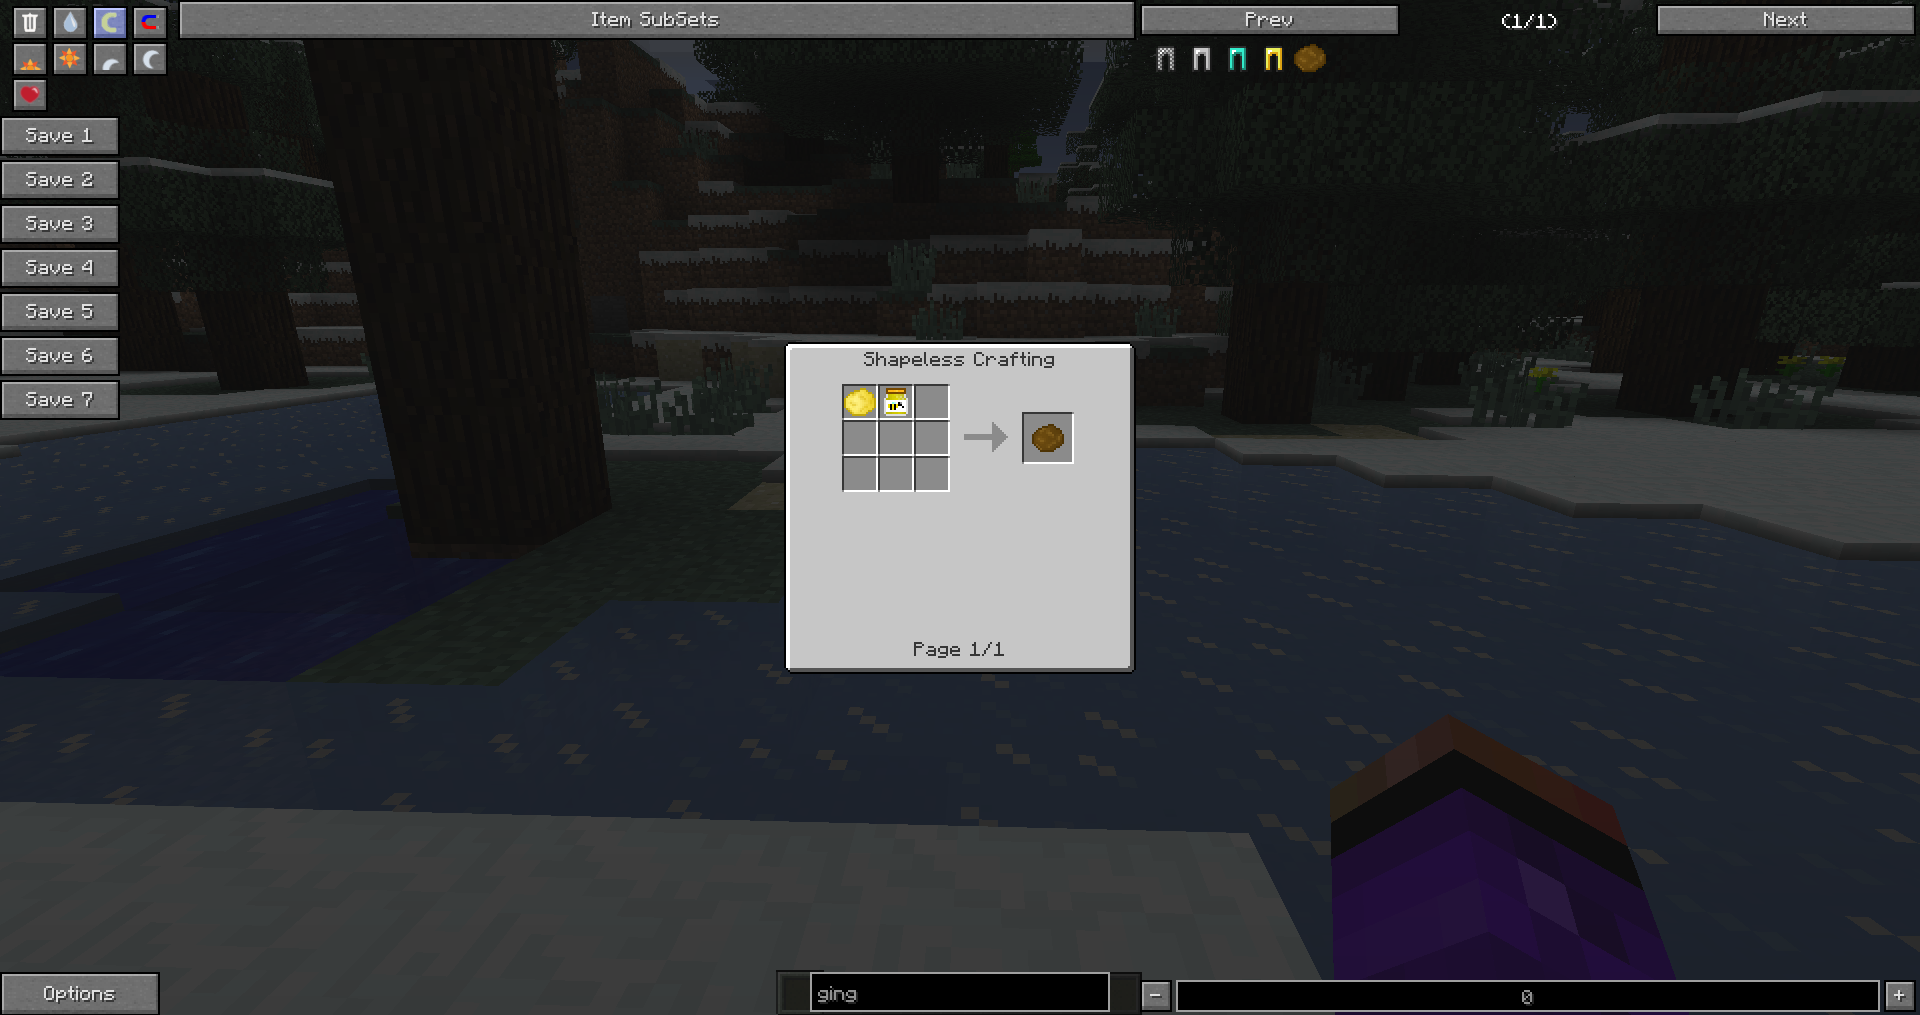 Item SubSets
Prev
(1/1)
Next
Save 1
Save 2
Save 3
Save 4
Save 5
Save 6
Save 7
Shapeless Crafting
Page 1/1
Options
ging
-
0
+